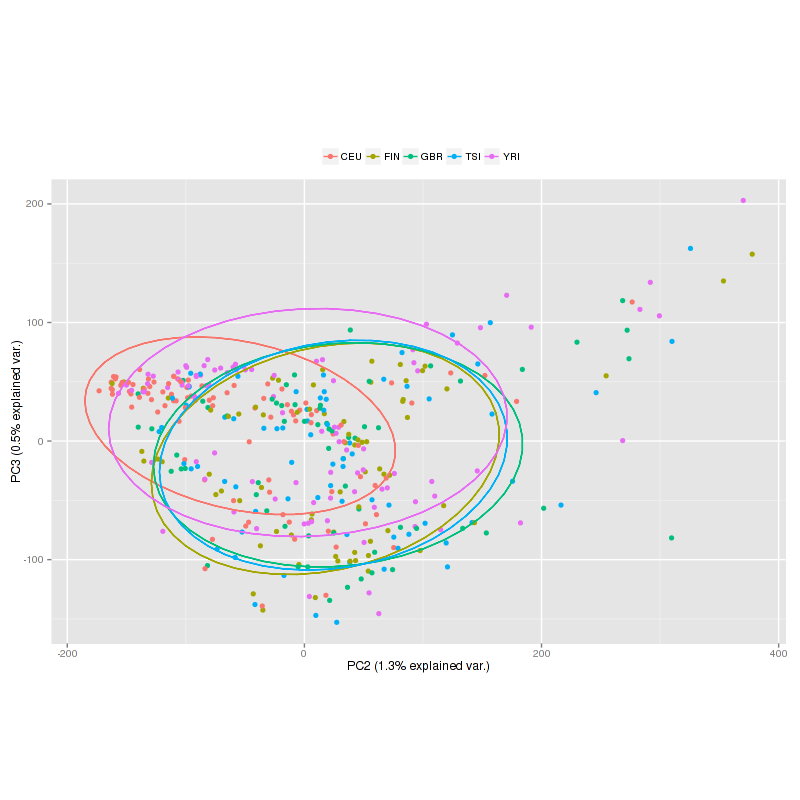 CEU FIN GBR TSI YRI
200
100
0
-100
PC3 (0.5% explained var.)
-200 0 200 400
PC2 (1.3% explained var.)